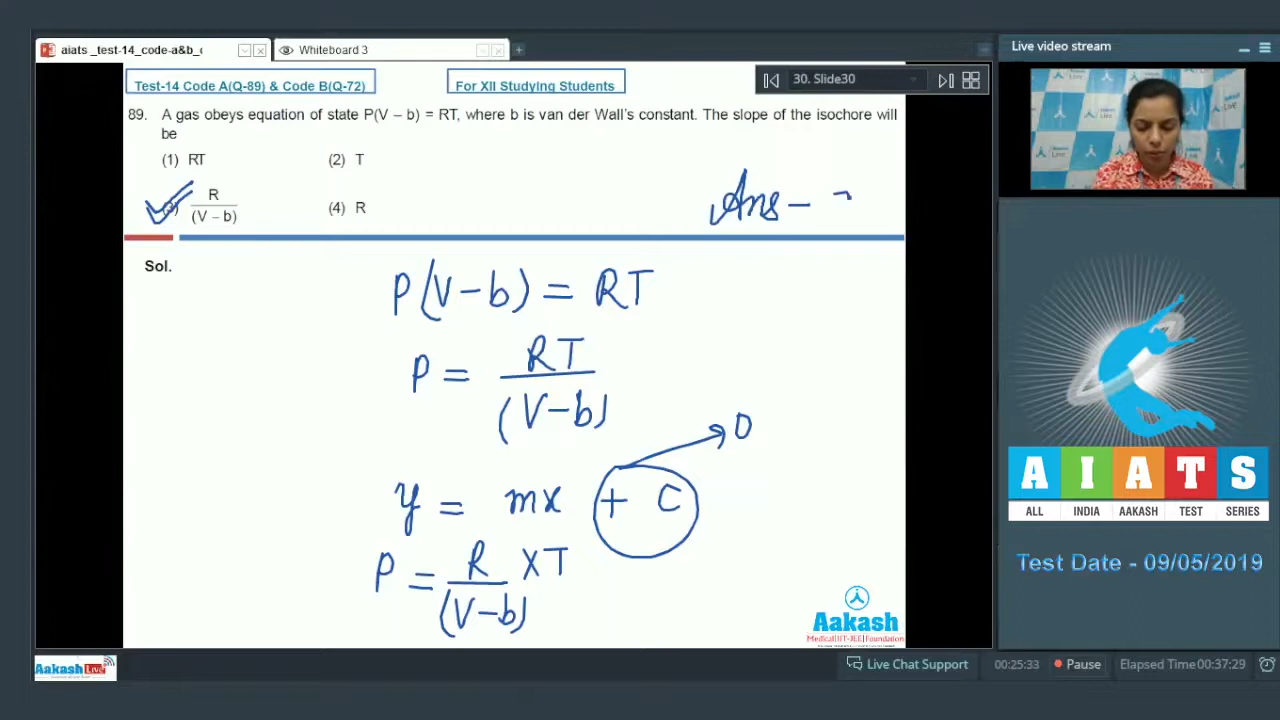 aiats _test-14_code-a&b_c
Whiteboard 3
Live video stream
Test-14 Code A(Q-89) & Code B(Q-72)
For XII Studying Students
30. Slide30
89. A gas obeys equation of state P(V – b) = RT, where b is van der Wall's constant. The slope of the isochore will
be
(1) RT
(2) T
(3) R
(V – b)
(4) R
Ans –
Sol.
P(V – b) = RT
P = RT
(V – b)
0
y = mx + C
P = R × T
(V – b)
A I A T S
ALL INDIA AAKASH TEST SERIES
Test Date - 09/05/2019
Aakash
Medical|IIT-JEE|Foundation
Aakash Live
Live Chat Support
00:25:33
Pause
Elapsed Time 00:37:29